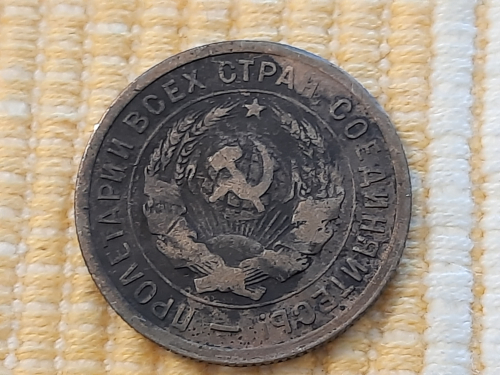 ПРОЛЕТАРИИ ВСЕХ СТРАН, СОЕДИНЯЙТЕСЬ! —